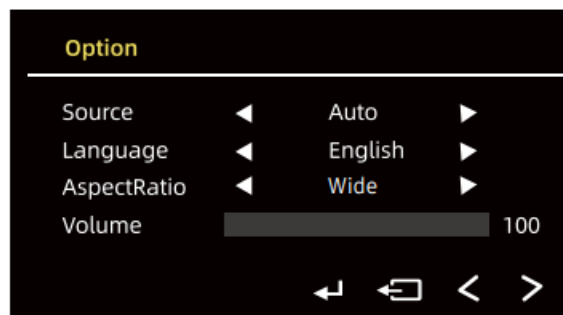 Option
Source Auto
Language English
AspectRatio Wide
Volume 100